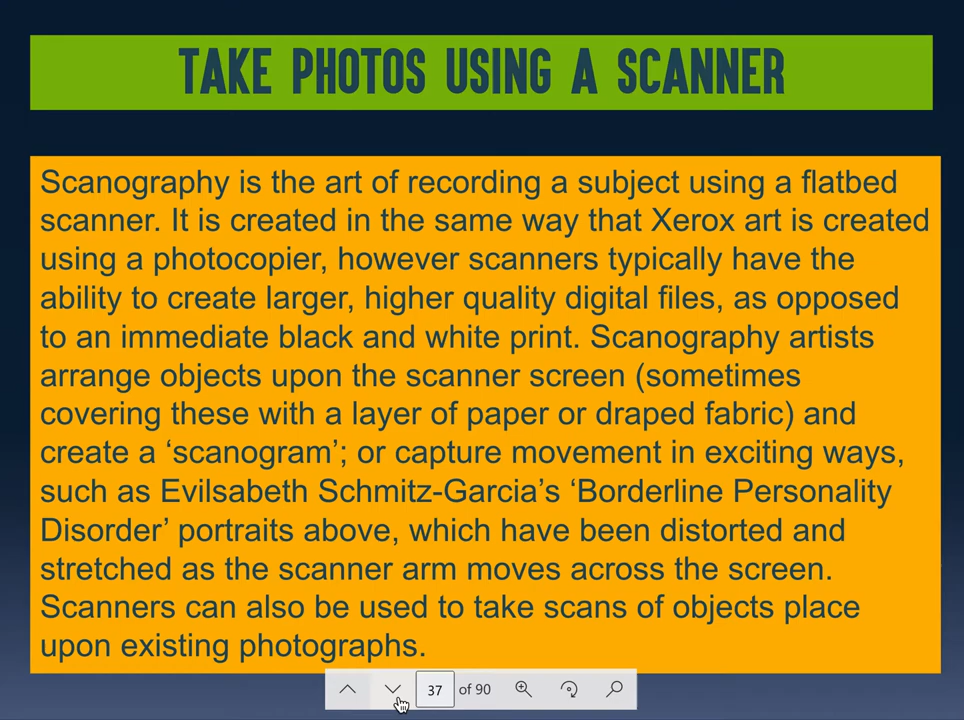 TAKE PHOTOS USING A SCANNER
Scanography is the art of recording a subject using a flatbed
scanner. It is created in the same way that Xerox art is created
using a photocopier, however scanners typically have the
ability to create larger, higher quality digital files, as opposed
to an immediate black and white print. Scanography artists
arrange objects upon the scanner screen (sometimes
covering these with a layer of paper or draped fabric) and
create a ‘scanogram’; or capture movement in exciting ways,
such as Evilsabeth Schmitz-Garcia’s ‘Borderline Personality
Disorder’ portraits above, which have been distorted and
stretched as the scanner arm moves across the screen.
Scanners can also be used to take scans of objects place
upon existing photographs.
37 of 90